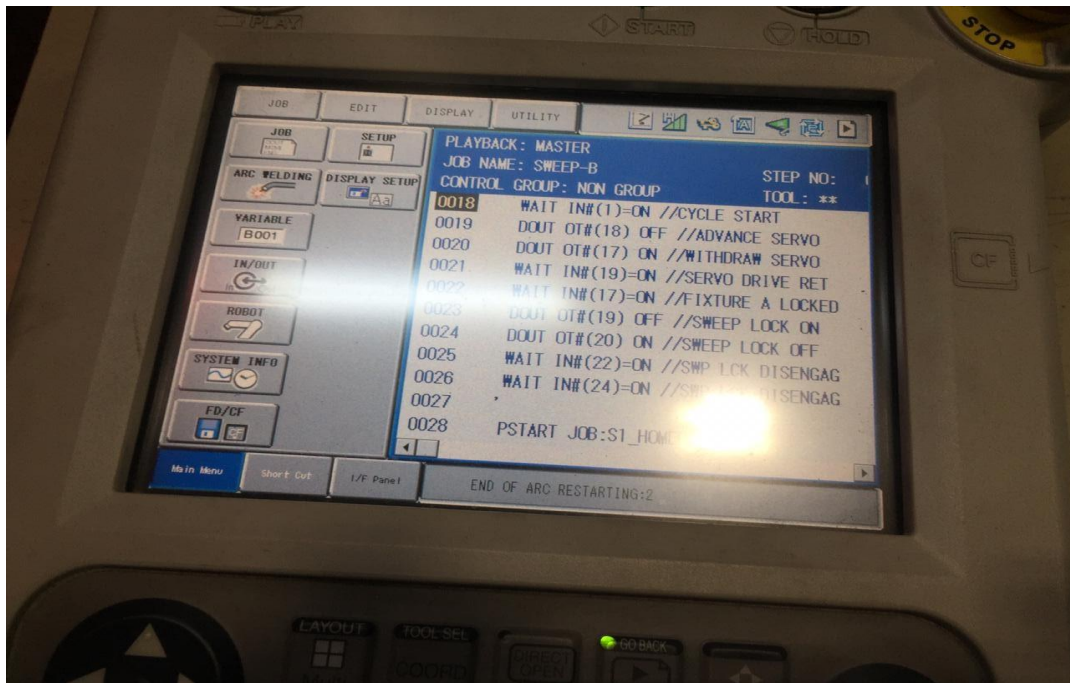 PLAY
START
HOLD
STOP
JOB EDIT DISPLAY UTILITY
JOB SETUP
ARC WELDING DISPLAY SETUP
VARIABLE
B001
IN/OUT
ROBOT
SYSTEM INFO
FD/CF
CF
PLAYBACK: MASTER
JOB NAME: SWEEP-B STEP NO:
CONTROL GROUP: NON GROUP TOOL: **
0018 WAIT IN#(1)=ON //CYCLE START
0019 DOUT OT#(18) OFF //ADVANCE SERVO
0020 DOUT OT#(17) ON //WITHDRAW SERVO
0021 WAIT IN#(19)=ON //SERVO DRIVE RET
0022 WAIT IN#(17)=ON //FIXTURE A LOCKED
0023 DOUT OT#(19) OFF //SWEEP LOCK ON
0024 DOUT OT#(20) ON //SWEEP LOCK OFF
0025 WAIT IN#(22)=ON //SWP LCK DISENGAG
0026 WAIT IN#(24)=ON //SWP LCK DISENGAG
0027 '
0028 PSTART JOB:S1_HOM
Main Menu Short Cut I/F Panel END OF ARC RESTARTING:2
CF
LAYOUT TOOL SEL GO BACK
COORD DIRECT
OPEN